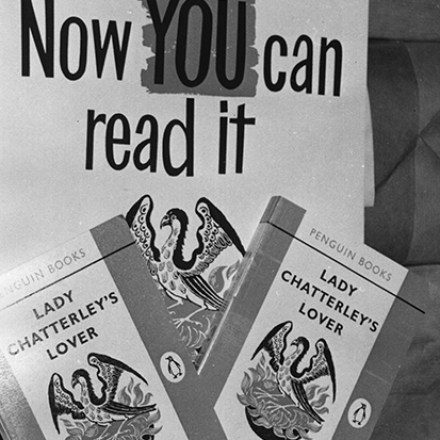 Now YOU can
read it
PENGUIN BOOKS
LADY
CHATTERLEY'S
LOVER
PENGUIN BOOKS
LADY
CHATTERLEY'S
LOVER